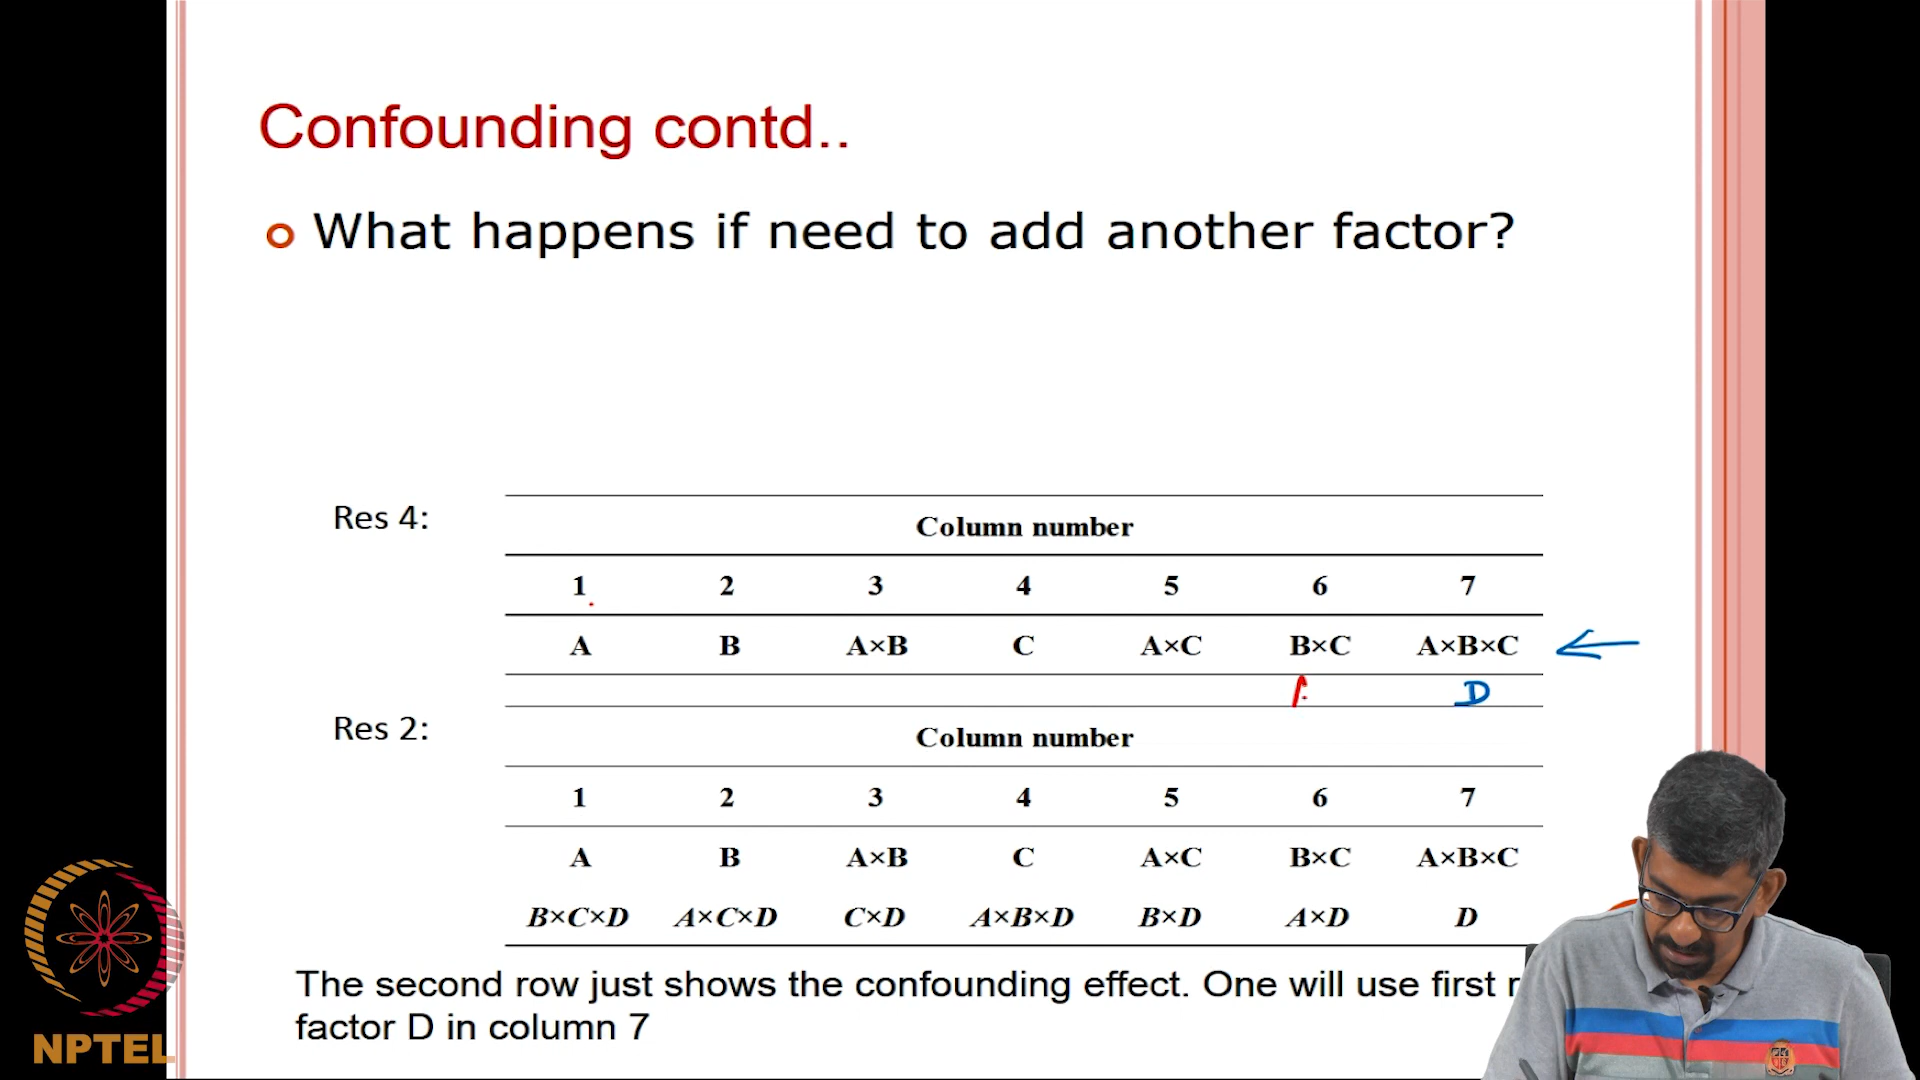 Confounding contd..
What happens if need to add another factor?
Res 4:
Column number
1 2 3 4 5 6 7
A B A×B C A×C B×C A×B×C
D
Res 2:
Column number
1 2 3 4 5 6 7
A B A×B C A×C B×C A×B×C
B×C×D A×C×D C×D A×B×D B×D A×D D
The second row just shows the confounding effect. One will use first
factor D in column 7
NPTEL